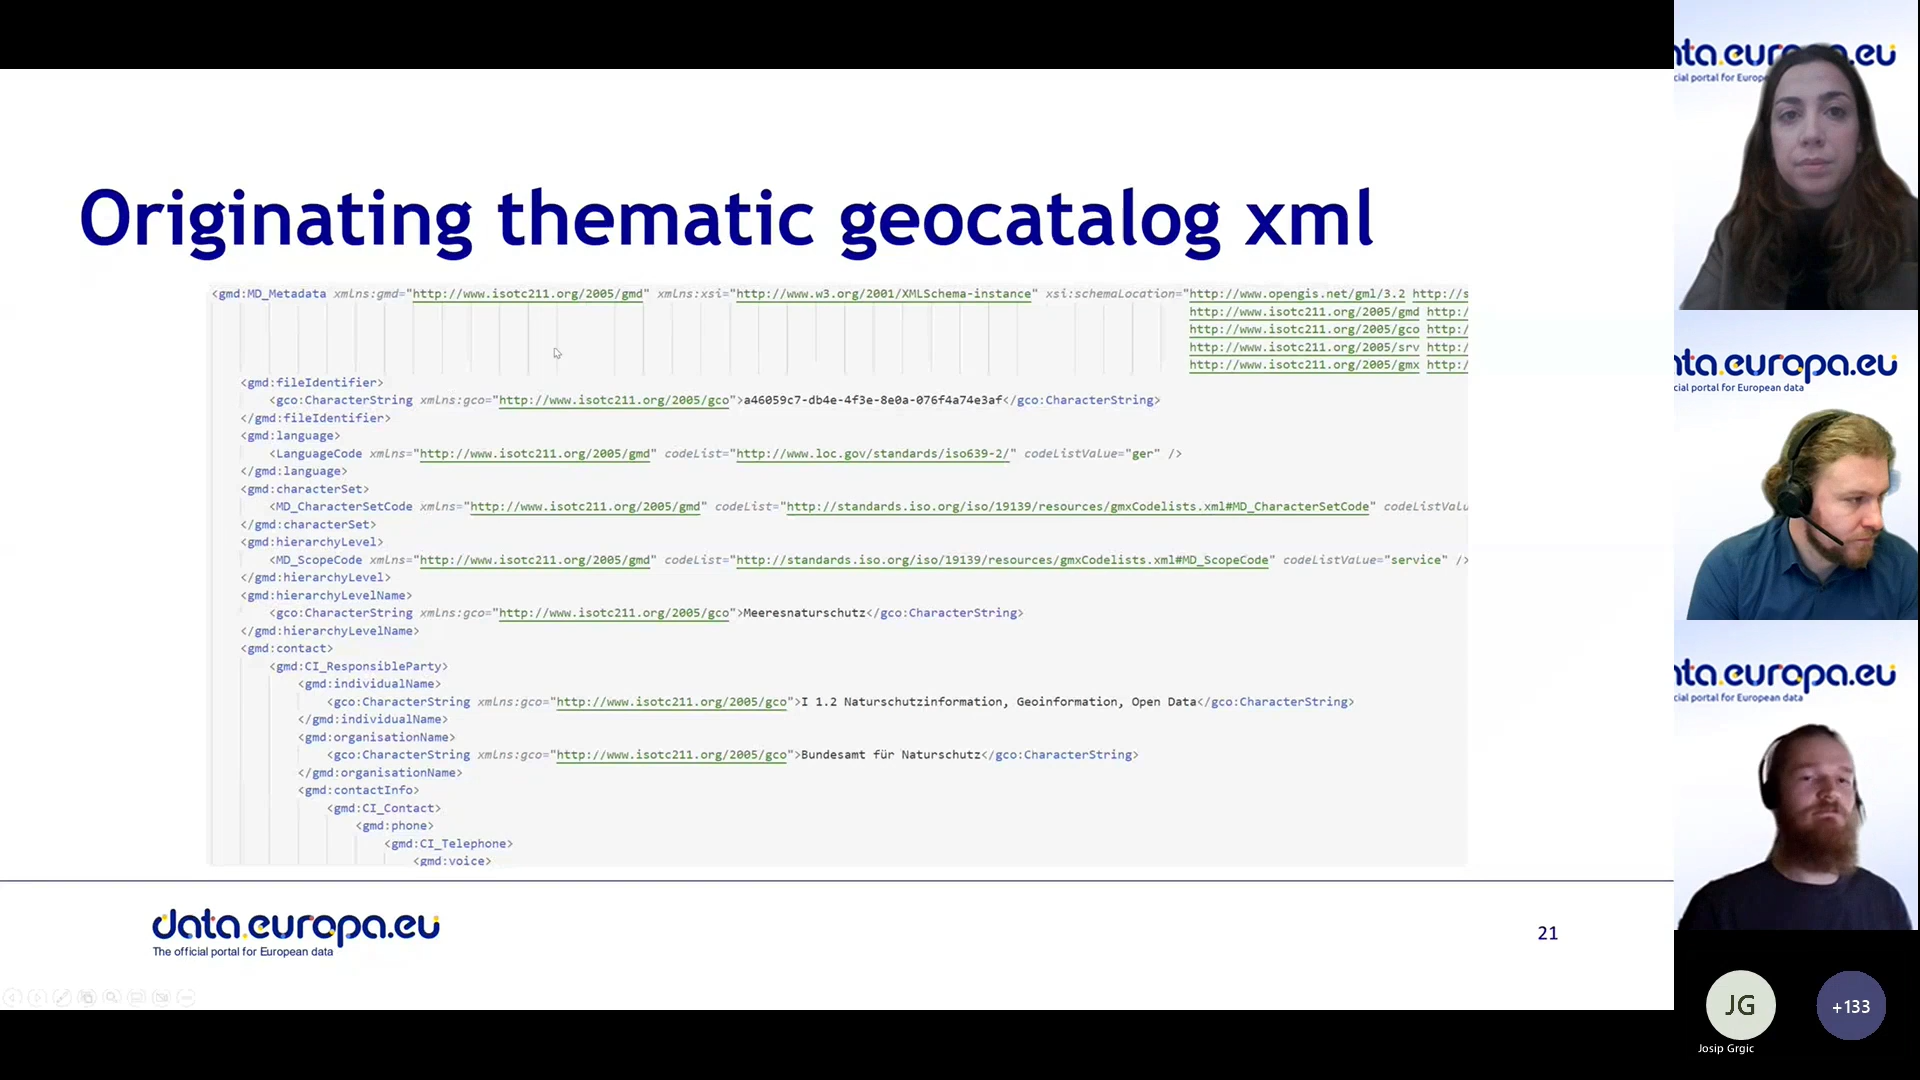 Originating thematic geocatalog xml
<gmd:MD_Metadata xmlns:gmd="http://www.isotc211.org/2005/gmd" xmlns:xsi="http://www.w3.org/2001/XMLSchema-instance" xsi:schemaLocation="http://www.opengis.net/gml/3.2 http://s
http://www.isotc211.org/2005/gmd http:/
http://www.isotc211.org/2005/gco http:/
http://www.isotc211.org/2005/srv http:/
http://www.isotc211.org/2005/gmx http:/
<gmd:fileIdentifier>
<gco:CharacterString xmlns:gco="http://www.isotc211.org/2005/gco">a46059c7-db4e-4f3e-8e0a-076f4a74e3af</gco:CharacterString>
</gmd:fileIdentifier>
<gmd:language>
<LanguageCode xmlns="http://www.isotc211.org/2005/gmd" codeList="http://www.loc.gov/standards/iso639-2/" codeListValue="ger" />
</gmd:language>
<gmd:characterSet>
<MD_CharacterSetCode xmlns="http://www.isotc211.org/2005/gmd" codeList="http://standards.iso.org/iso/19139/resources/gmxCodelists.xml#MD_CharacterSetCode" codeListValu
</gmd:characterSet>
<gmd:hierarchyLevel>
<MD_ScopeCode xmlns="http://www.isotc211.org/2005/gmd" codeList="http://standards.iso.org/iso/19139/resources/gmxCodelists.xml#MD_ScopeCode" codeListValue="service" />
</gmd:hierarchyLevel>
<gmd:hierarchyLevelName>
<gco:CharacterString xmlns:gco="http://www.isotc211.org/2005/gco">Meeresnaturschutz</gco:CharacterString>
</gmd:hierarchyLevelName>
<gmd:contact>
<gmd:CI_ResponsibleParty>
<gmd:individualName>
<gco:CharacterString xmlns:gco="http://www.isotc211.org/2005/gco">I 1.2 Naturschutzinformation, Geoinformation, Open Data</gco:CharacterString>
</gmd:individualName>
<gmd:organisationName>
<gco:CharacterString xmlns:gco="http://www.isotc211.org/2005/gco">Bundesamt für Naturschutz</gco:CharacterString>
</gmd:organisationName>
<gmd:contactInfo>
<gmd:CI_Contact>
<gmd:phone>
<gmd:CI_Telephone>
<gmd:voice>
data.europa.eu
The official portal for European data
21
ta.europa.eu
cial portal for Europe
ta.europa.eu
cial portal for European data
ta.europa.eu
cial portal for European data
JG
+133
Josip Grgic